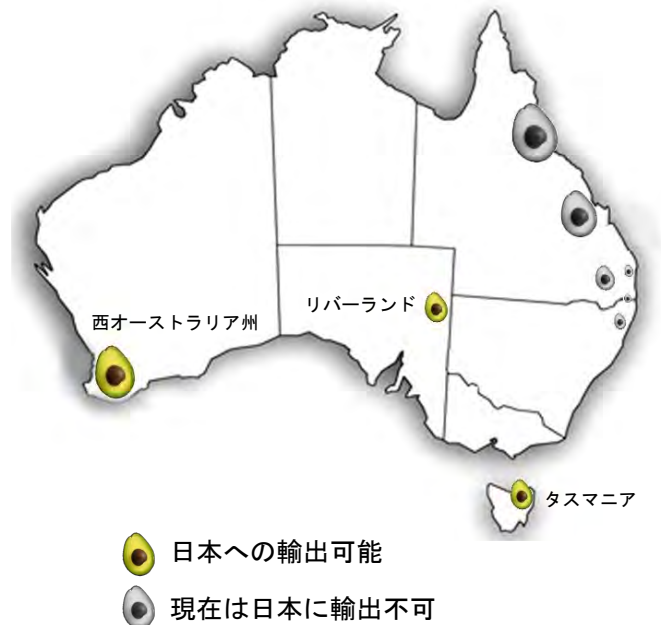 リバーランド
西オーストラリア州
タスマニア
日本への輸出可能
現在は日本に輸出不可